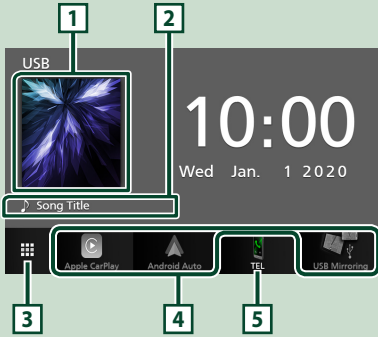 1 2
USB
10:00
Wed Jan. 1 2020
Song Title
Apple CarPlay Android Auto TEL USB Mirroring
3 4 5